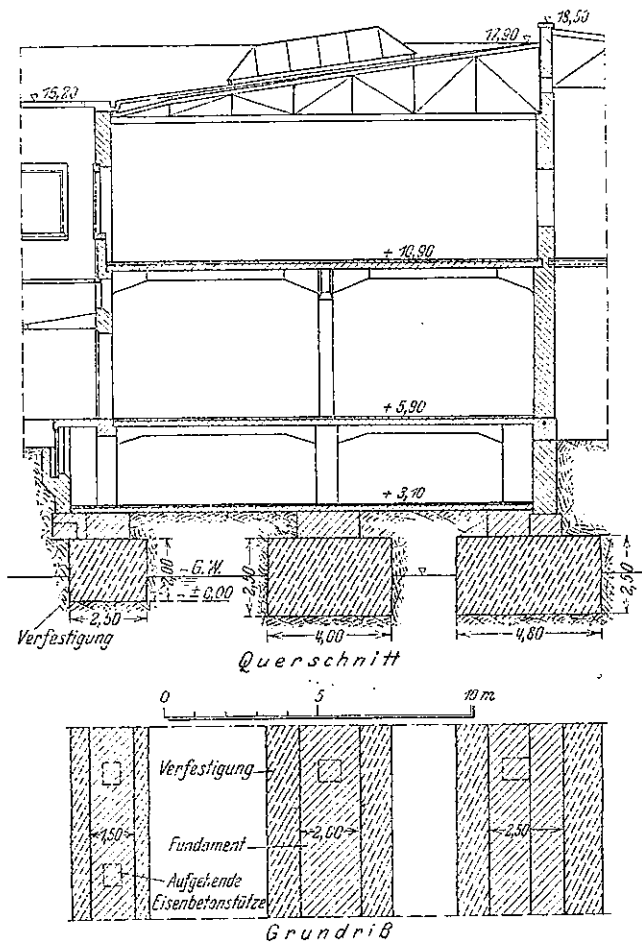 18,50
17,90
15,20
+ 10,90
+ 5,90
+ 3,10
G.W.
± 0,00
2,00
2,50
2,50
2,50
4,00
4,80
Verfestigung
Querschnitt
0 5 10 m
Verfestigung
1,50
2,00
2,50
Fundament
Aufgehende
Eisenbetonstütze
Grundriß